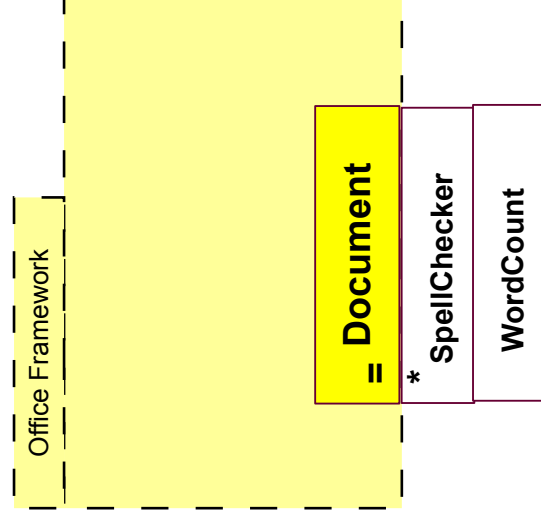 Office Framework
= Document
* SpellChecker
WordCount